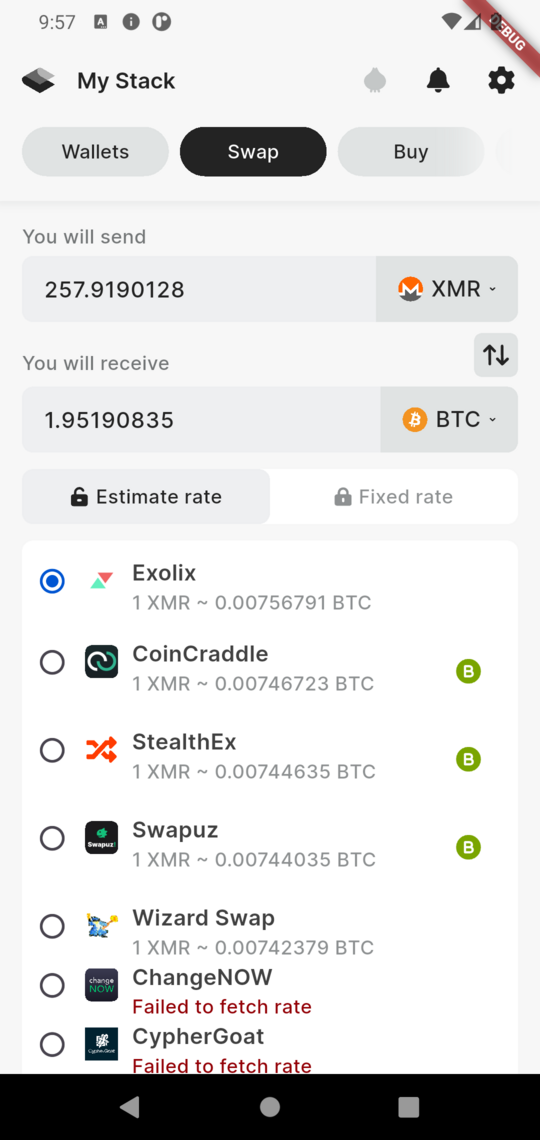 9:57
DEBUG
My Stack
Wallets
Swap
Buy
You will send
257.9190128
XMR
You will receive
1.95190835
BTC
Estimate rate
Fixed rate
Exolix
1 XMR ~ 0.00756791 BTC
CoinCraddle
1 XMR ~ 0.00746723 BTC
B
StealthEx
1 XMR ~ 0.00744635 BTC
B
Swapuz
Swapuz
1 XMR ~ 0.00744035 BTC
B
Wizard Swap
1 XMR ~ 0.00742379 BTC
change
NOW
ChangeNOW
Failed to fetch rate
CypherGoat
CypherGoat
Failed to fetch rate